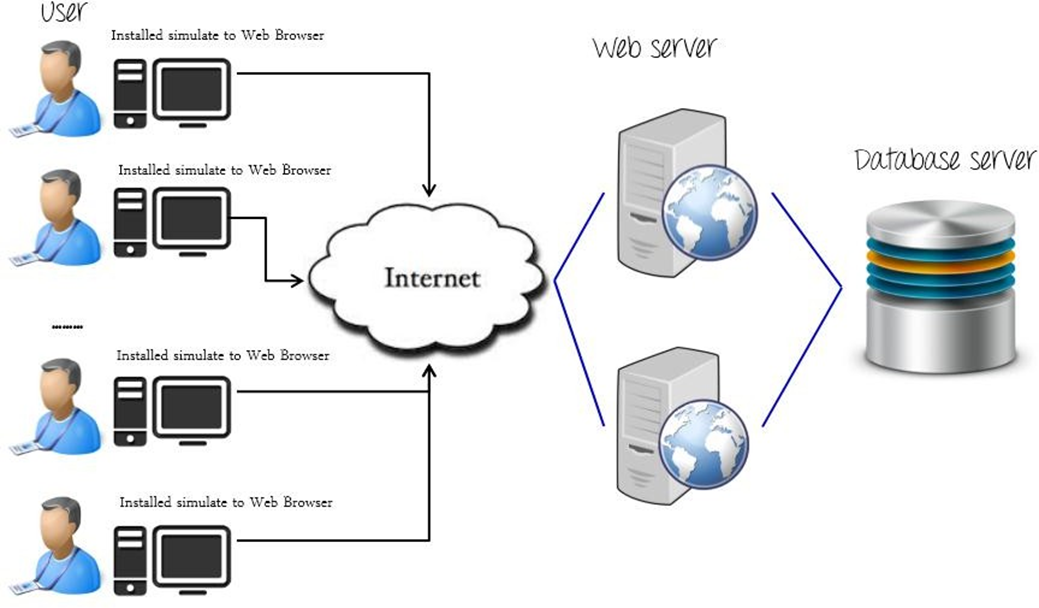 User
Installed simulate to Web Browser
Web server
Database server
Installed simulate to Web Browser
Internet
.........
Installed simulate to Web Browser
Installed simulate to Web Browser